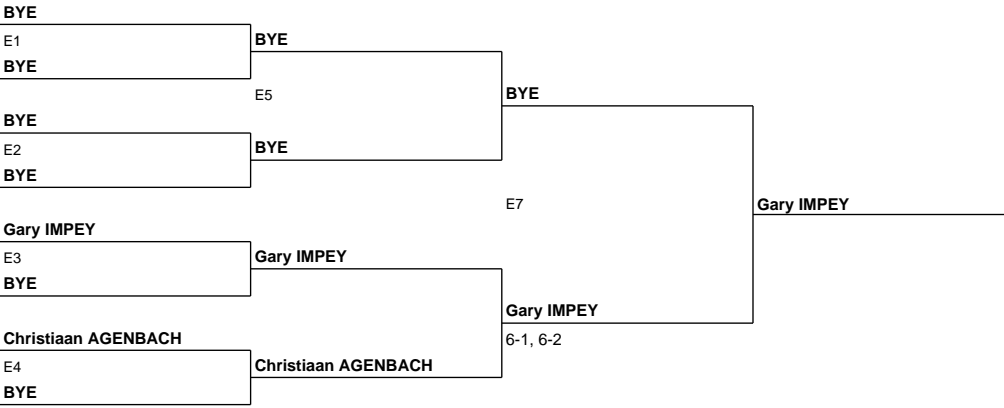 BYE
E1
BYE
BYE
E5
BYE
BYE
E2
BYE
BYE
E7
Gary IMPEY
Gary IMPEY
E3
Gary IMPEY
BYE
Gary IMPEY
Christiaan AGENBACH
6-1, 6-2
E4
Christiaan AGENBACH
BYE